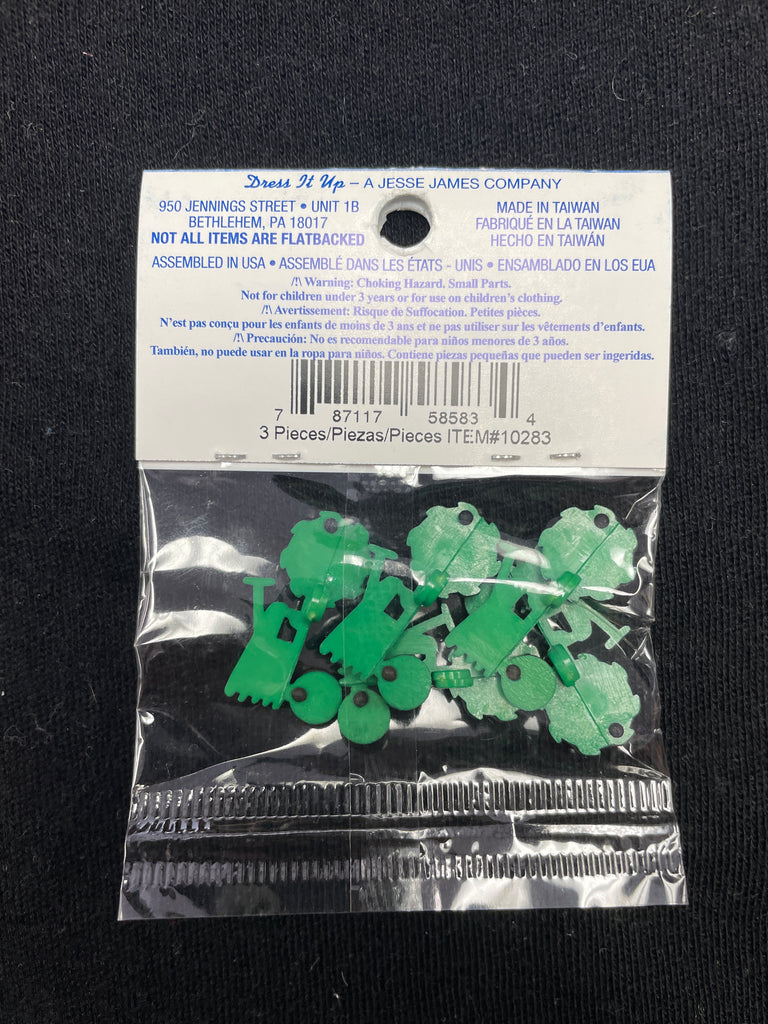 Dress It Up – A JESSE JAMES COMPANY
950 JENNINGS STREET • UNIT 1B
BETHLEHEM, PA 18017
NOT ALL ITEMS ARE FLATBACKED
MADE IN TAIWAN
FABRIQUÉ EN LA TAIWAN
HECHO EN TAIWÁN
ASSEMBLED IN USA • ASSEMBLÉ DANS LES ÉTATS - UNIS • ENSAMBLADO EN LOS EUA
/!\ Warning: Choking Hazard. Small Parts.
Not for children under 3 years or for use on children's clothing.
/!\ Avertissement: Risque de Suffocation. Petites pièces.
N'est pas conçu pour les enfants de moins de 3 ans et ne pas utiliser sur les vêtements d'enfants.
/!\ Precaución: No es recomendable para niños menores de 3 años.
También, no puede usar en la ropa para niños. Contiene piezas pequeñas que pueden ser ingeridas.
7 87117 58583 4
3 Pieces/Piezas/Pieces ITEM#10283